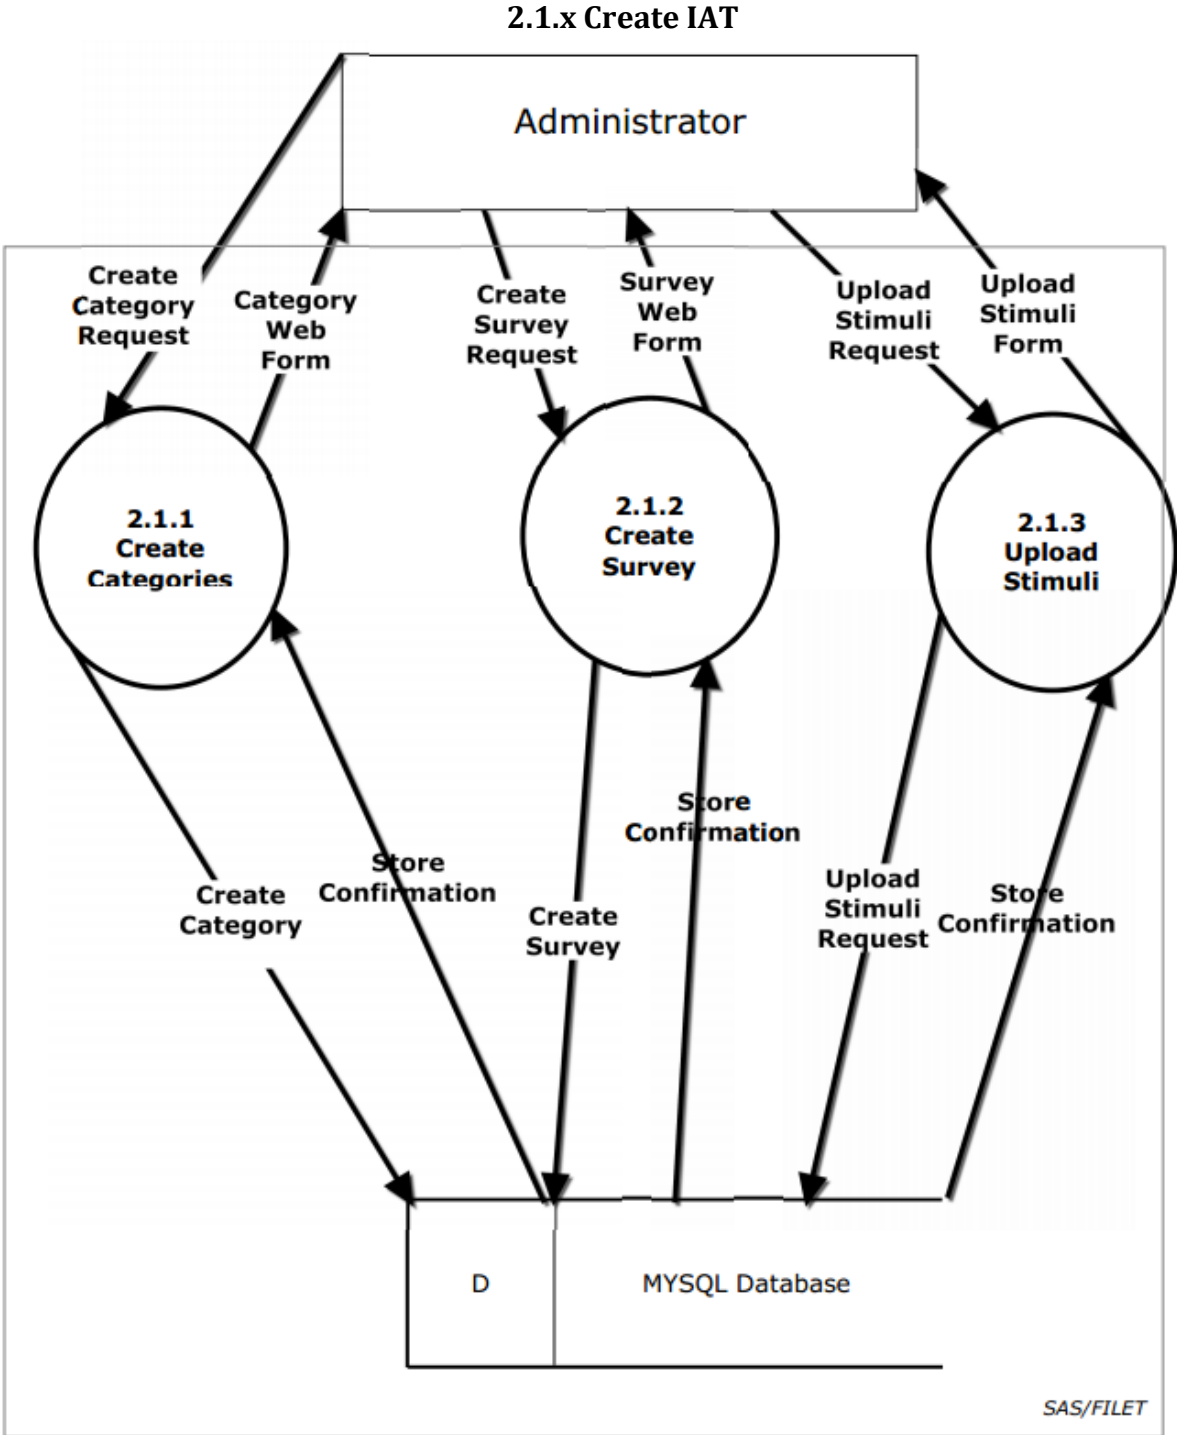 2.1.x Create IAT
Administrator
Create
Category
Request
Category
Web
Form
Create
Survey
Request
Survey
Web
Form
Upload
Stimuli
Request
Upload
Stimuli
Form
2.1.1
Create
Categories
2.1.2
Create
Survey
2.1.3
Upload
Stimuli
Create
Category
Store
Confirmation
Create
Survey
Store
Confirmation
Upload
Stimuli
Request
Store
Confirmation
D
MYSQL Database
SAS/FILET